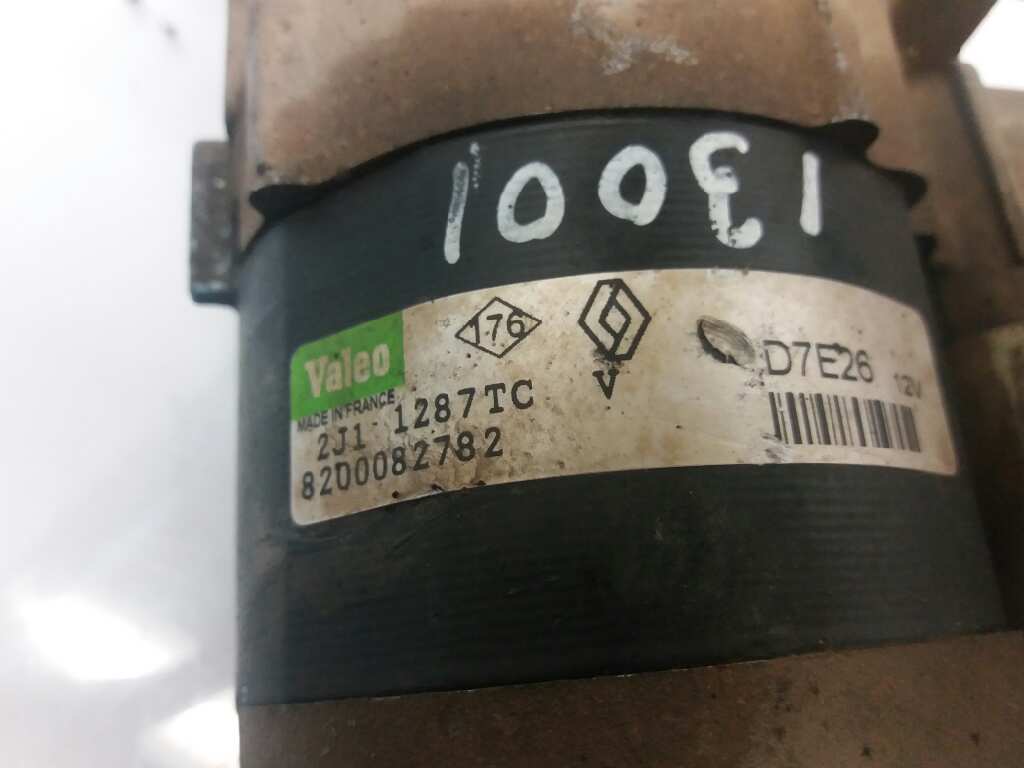 13001
Valeo
176
MADE IN FRANCE
V
D7E26 12V
2J1 1287TC
8200082782